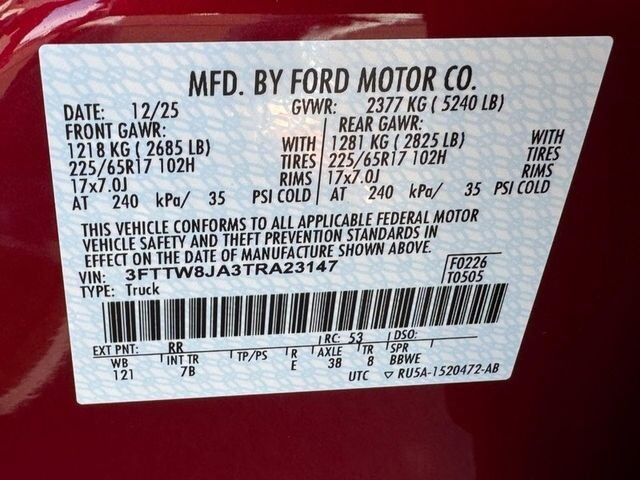 MFD. BY FORD MOTOR CO.
DATE: 12/25 GVWR: 2377 KG ( 5240 LB)
FRONT GAWR: REAR GAWR:
1218 KG ( 2685 LB) WITH 1281 KG ( 2825 LB) WITH
225/65R17 102H TIRES 225/65R17 102H TIRES
17x7.0J RIMS 17x7.0J RIMS
AT 240 kPa/ 35 PSI COLD AT 240 kPa/ 35 PSI COLD
THIS VEHICLE CONFORMS TO ALL APPLICABLE FEDERAL MOTOR
VEHICLE SAFETY AND THEFT PREVENTION STANDARDS IN
EFFECT ON THE DATE OF MANUFACTURE SHOWN ABOVE.
VIN: 3FTTW8JA3TRA23147 F0226
TYPE: Truck T0505
EXT PNT: RR RC: 53 DSO:
WB INT TR TP/PS R AXLE TR SPR
121 7B E 38 8 BBWE
UTC ▽ RU5A-1520472-AB